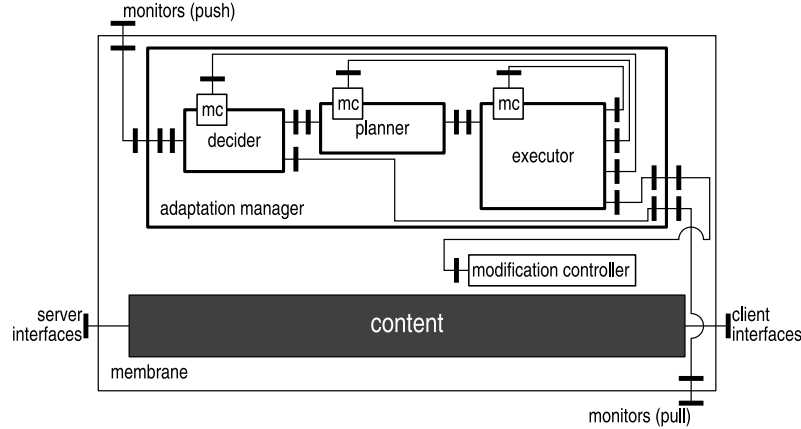 monitors (push)
mc
mc
mc
decider
planner
executor
adaptation manager
modification controller
server
interfaces
content
client
interfaces
membrane
monitors (pull)